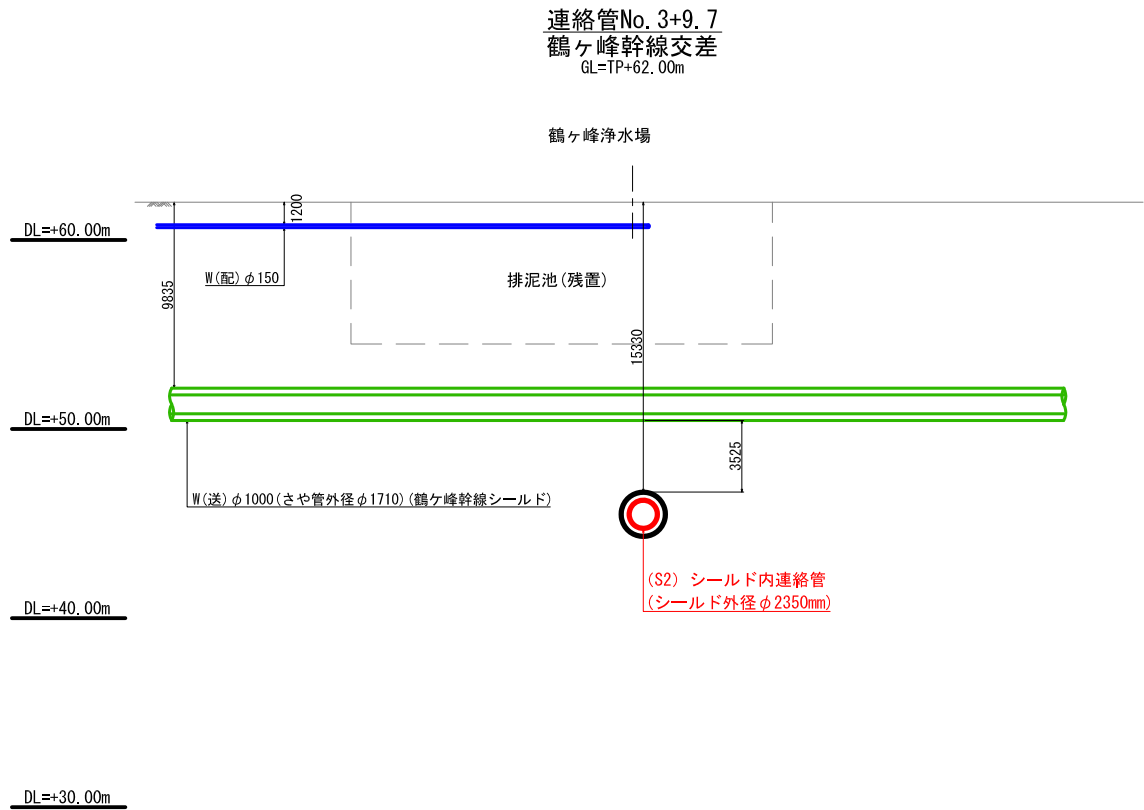 連絡管No.3+9.7
鶴ヶ峰幹線交差
GL=TP+62.00m
鶴ヶ峰浄水場
1200
DL=+60.00m
W(配)φ150
排泥池(残置)
9835
15330
DL=+50.00m
3525
W(送)φ1000(さや管外径φ1710)(鶴ケ峰幹線シールド)
(S2) シールド内連絡管
(シールド外径φ2350mm)
DL=+40.00m
DL=+30.00m